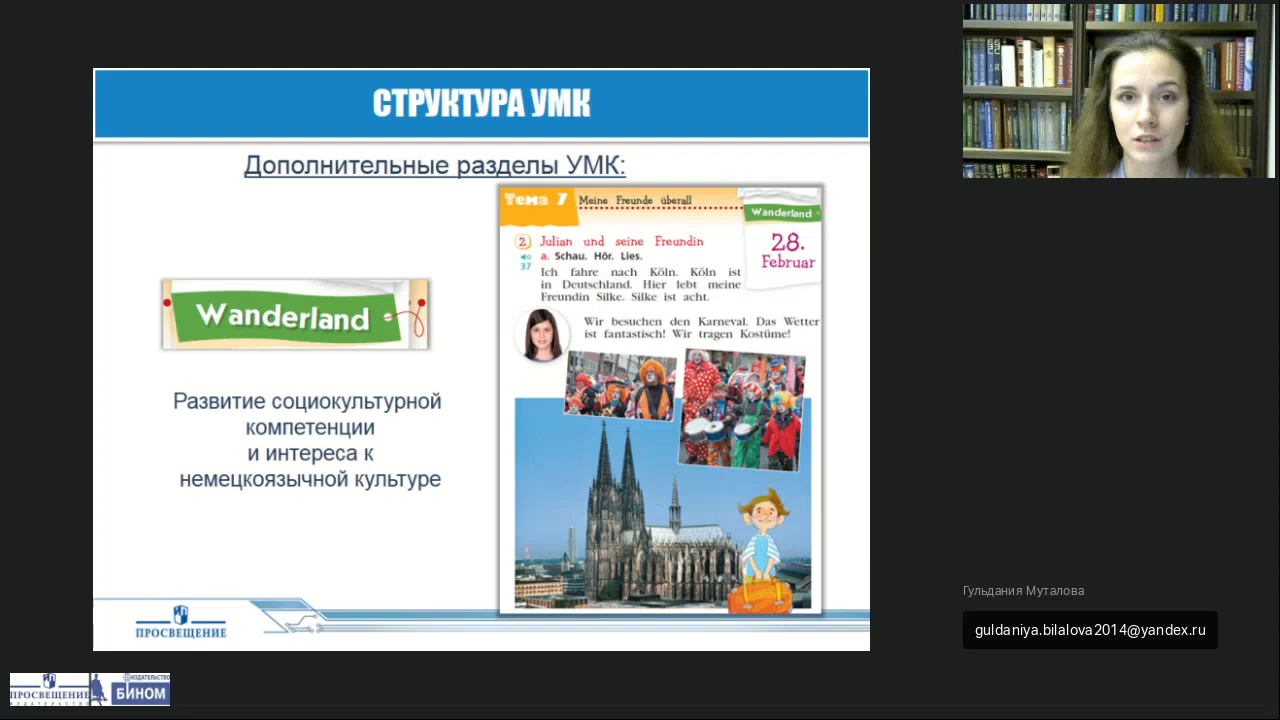 СТРУКТУРА УМК
Дополнительные разделы УМК:
Wanderland
Развитие социокультурной
компетенции
и интереса к
немецкоязычной культуре
Тема 7
Meine Freunde überall
Wanderland
28.
Februar
2 Julian und seine Freundin
37
a. Schau. Hör. Lies.
Ich fahre nach Köln. Köln ist
in Deutschland. Hier lebt meine
Freundin Silke. Silke ist acht.
Wir besuchen den Karneval. Das Wetter
ist fantastisch! Wir tragen Kostüme!
ПРОСВЕЩЕНИЕ
Гульдания Муталова
guldaniya.bilalova2014@yandex.ru
ПРОСВЕЩЕНИЕ
ИЗДАТЕЛЬСТВО
ИЗДАТЕЛЬСТВО
БИНОМ